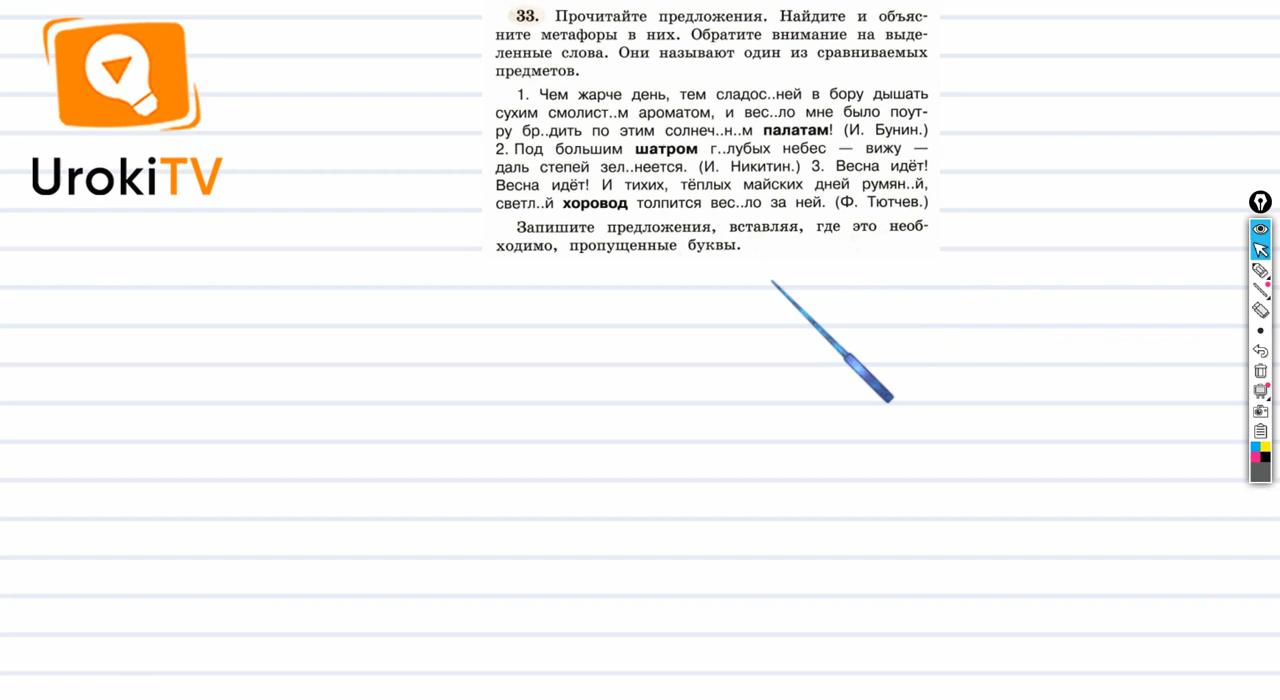 UrokiTV
33. Прочитайте предложения. Найдите и объяс-
ните метафоры в них. Обратите внимание на выде-
ленные слова. Они называют один из сравниваемых
предметов.
1. Чем жарче день, тем сладос..ней в бору дышать
сухим смолист..м ароматом, и вес..ло мне было поут-
ру бр..дить по этим солнеч..н..м палатам! (И. Бунин.)
2. Под большим шатром г..лубых небес — вижу —
даль степей зел..неется. (И. Никитин.) 3. Весна идёт!
Весна идёт! И тихих, тёплых майских дней румян..й,
светл..й хоровод толпится вес..ло за ней. (Ф. Тютчев.)
Запишите предложения, вставляя, где это необ-
ходимо, пропущенные буквы.